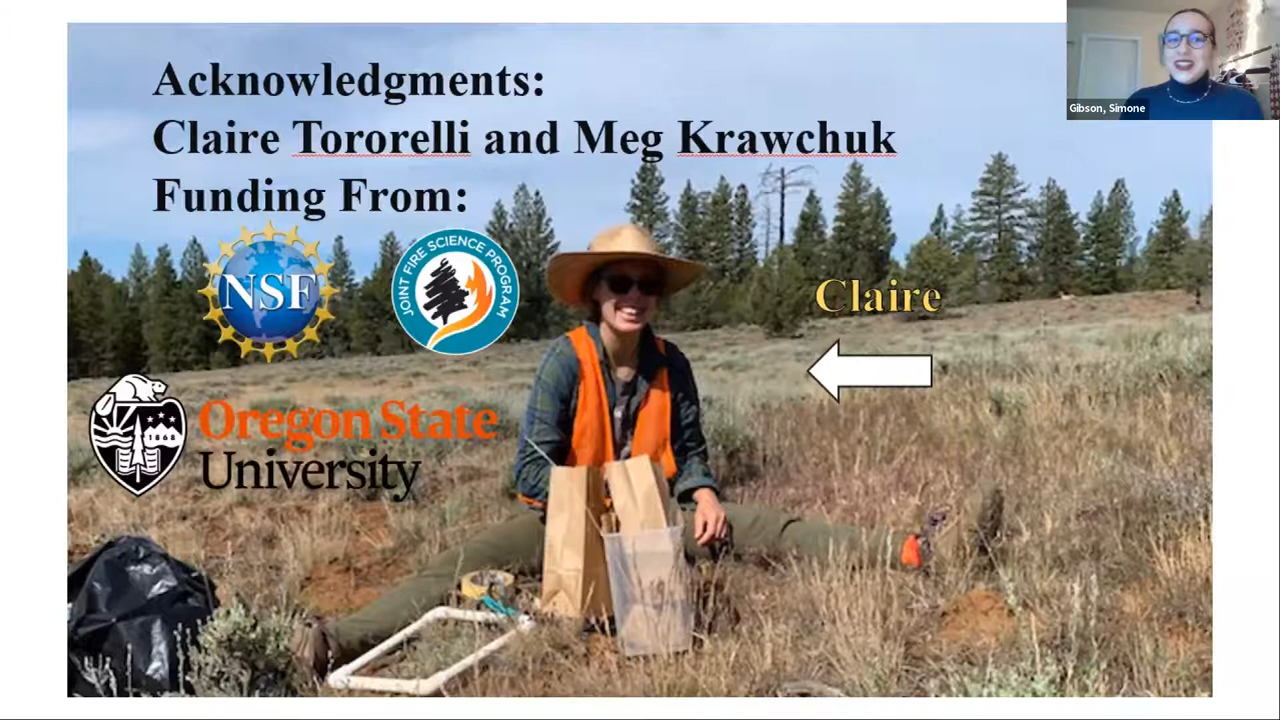 Acknowledgments:
Claire Tororelli and Meg Krawchuk
Funding From:
NSF
JOINT FIRE SCIENCE PROGRAM
1868
Oregon State
University
Claire
Gibson, Simone